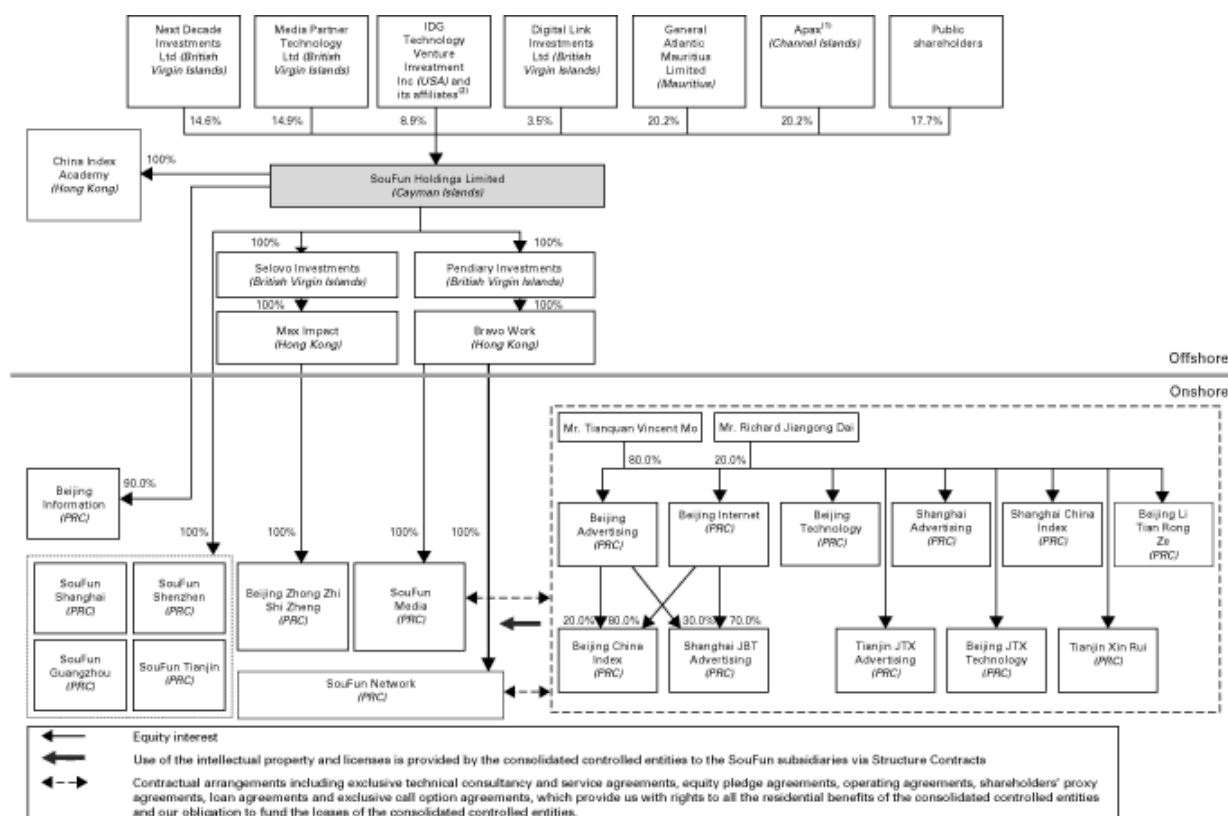 Next Decade
Investments
Ltd (British
Virgin Islands)
Media Partner
Technology
Ltd (British
Virgin Islands)
IDG
Technology
Venture
Investment
Inc (USA) and
its affiliates(2)
Digital Link
Investments
Ltd (British
Virgin Islands)
General
Atlantic
Mauritius
Limited
(Mauritius)
Apax(1)
(Channel Islands)
Public
shareholders
14.6%
14.9%
8.9%
3.5%
20.2%
20.2%
17.7%
China Index
Academy
(Hong Kong)
100%
SouFun Holdings Limited
(Cayman Islands)
100%
100%
Selovo Investments
(British Virgin Islands)
Pendiary Investments
(British Virgin Islands)
100%
100%
Max Impact
(Hong Kong)
Bravo Work
(Hong Kong)
Offshore
Onshore
Mr. Tianquan Vincent Mo
Mr. Richard Jiangong Dai
80.0%
20.0%
Beijing
Information
(PRC)
90.0%
Beijing
Advertising
(PRC)
Beijing Internet
(PRC)
Beijing
Technology
(PRC)
Shanghai
Advertising
(PRC)
Shanghai China
Index
(PRC)
Beijing Li
Tian Rong
Ze
(PRC)
100%
100%
100%
100%
SouFun
Shanghai
(PRC)
SouFun
Shenzhen
(PRC)
SouFun
Guangzhou
(PRC)
SouFun Tianjin
(PRC)
Beijing Zhong Zhi
Shi Zheng
(PRC)
SouFun
Media
(PRC)
SouFun Network
(PRC)
20.0%
80.0%
30.0%
70.0%
Beijing China
Index
(PRC)
Shanghai JBT
Advertising
(PRC)
Tianjin JTX
Advertising
(PRC)
Beijing JTX
Technology
(PRC)
Tianjin Xin Rui
(PRC)
Equity interest
Use of the intellectual property and licenses is provided by the consolidated controlled entities to the SouFun subsidiaries via Structure Contracts
Contractual arrangements including exclusive technical consultancy and service agreements, equity pledge agreements, operating agreements, shareholders' proxy
agreements, loan agreements and exclusive call option agreements, which provide us with rights to all the residential benefits of the consolidated controlled entities
and our obligation to fund the losses of the consolidated controlled entities.